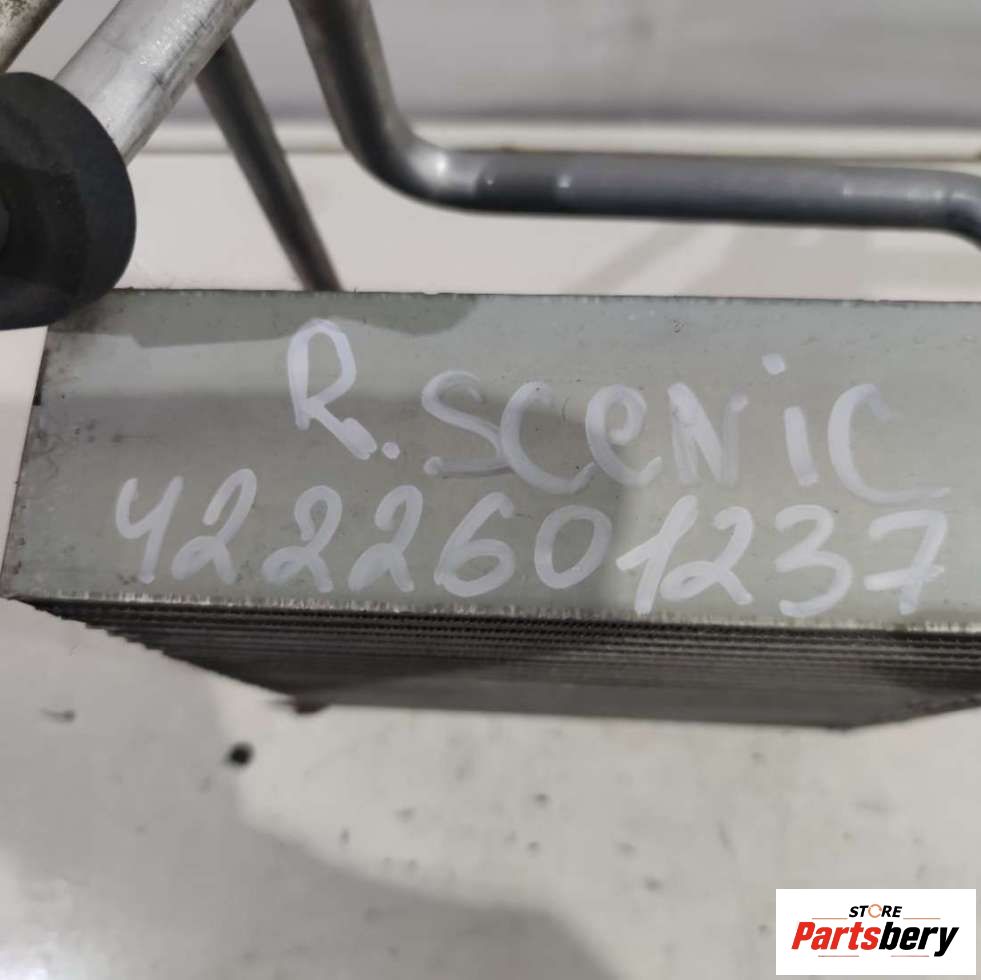 R. SCENIC
4222601237
STORE
Partsbery